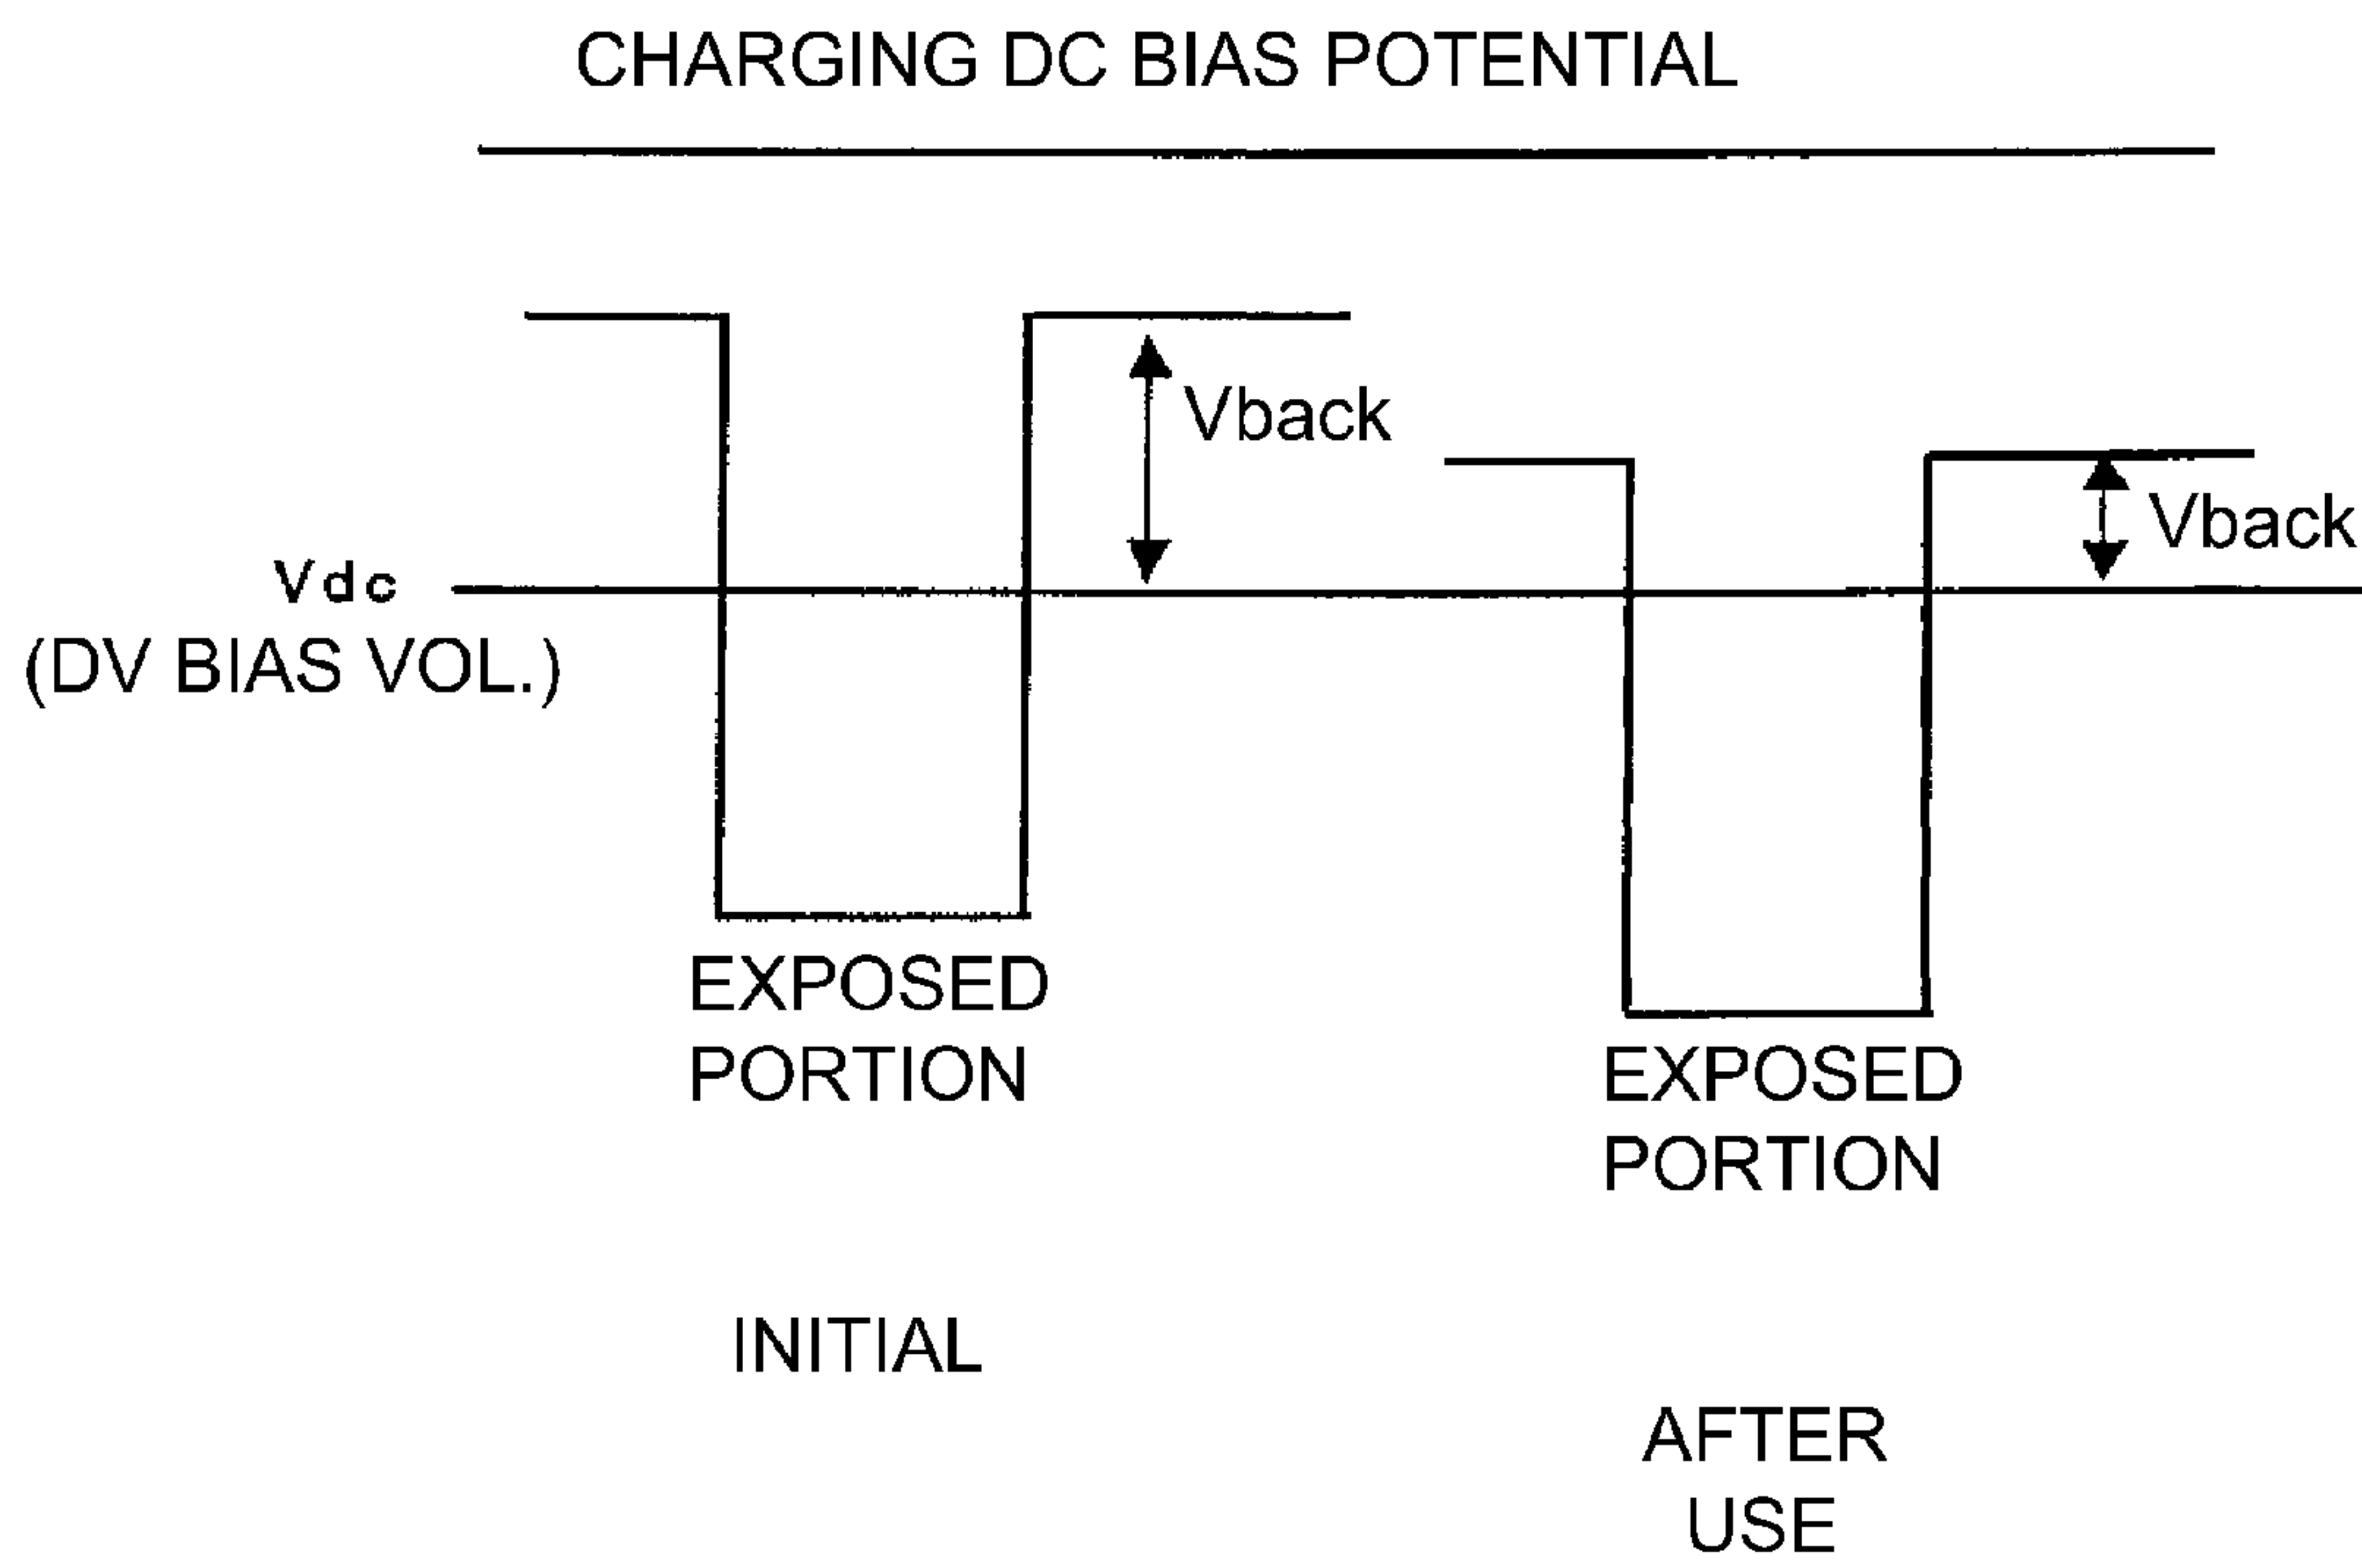 CHARGING DC BIAS POTENTIAL
Vback
Vback
Vdc
(DV BIAS VOL.)
EXPOSED
PORTION
EXPOSED
PORTION
INITIAL
AFTER
USE